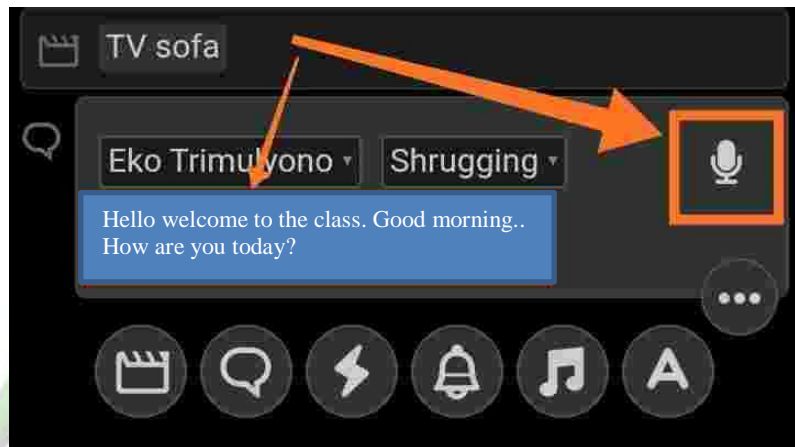 TV sofa
Eko Trimulyono Shrugging
Hello welcome to the class. Good morning..
How are you today?
A